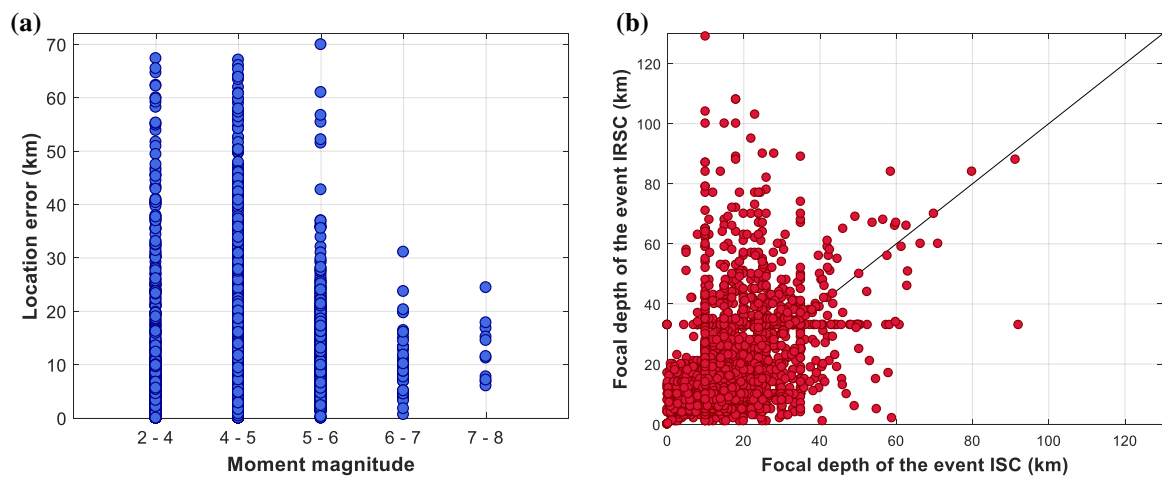 (a)
Location error (km)
70
60
50
40
30
20
10
0
2 - 4 4 - 5 5 - 6 6 - 7 7 - 8
Moment magnitude
(b)
Focal depth of the event IRSC (km)
120
100
80
60
40
20
0
0 20 40 60 80 100 120
Focal depth of the event ISC (km)